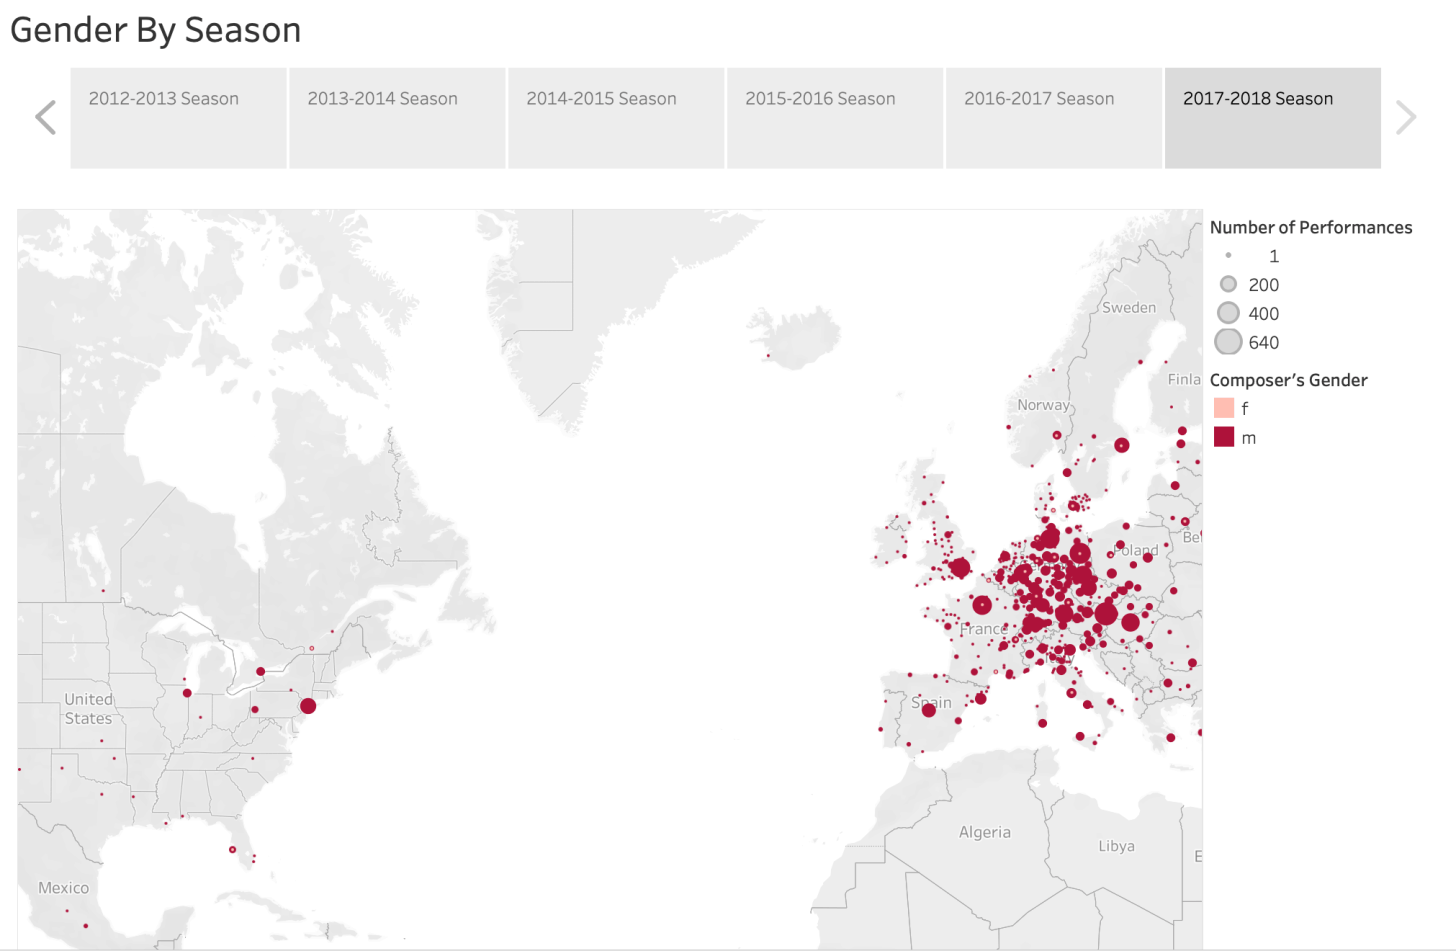 Gender By Season
2012-2013 Season
2013-2014 Season
2014-2015 Season
2015-2016 Season
2016-2017 Season
2017-2018 Season
Number of Performances
1
200
400
640
Composer's Gender
f
m
Sweden
Finla
Norway
Poland
Be
France
Spain
United
States
Algeria
Libya
E
Mexico